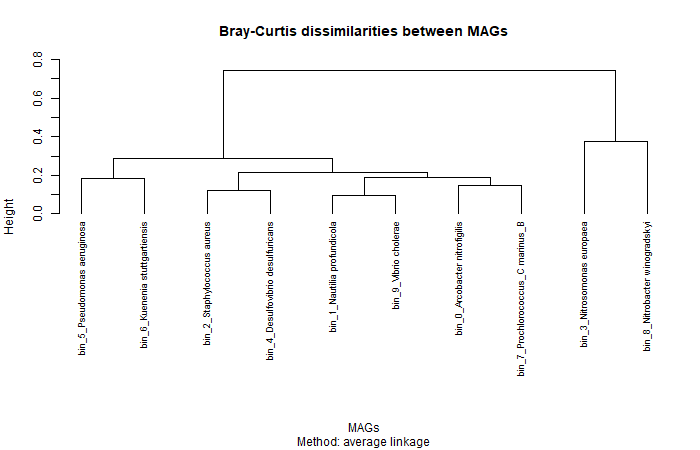 Bray-Curtis dissimilarities between MAGs
Height
0.8
0.6
0.4
0.2
0.0
bin_5_Pseudomonas aeruginosa
bin_6_Kuenenia stuttgartiensis
bin_2_Staphylococcus aureus
bin_4_Desulfovibrio desulfuricans
bin_1_Nautilia profundicola
bin_9_Vibrio cholerae
bin_0_Arcobacter nitrofigilis
bin_7_Prochlorococcus_C marinus_B
bin_3_Nitrosomonas europaea
bin_8_Nitrobacter winogradskyi
MAGs
Method: average linkage